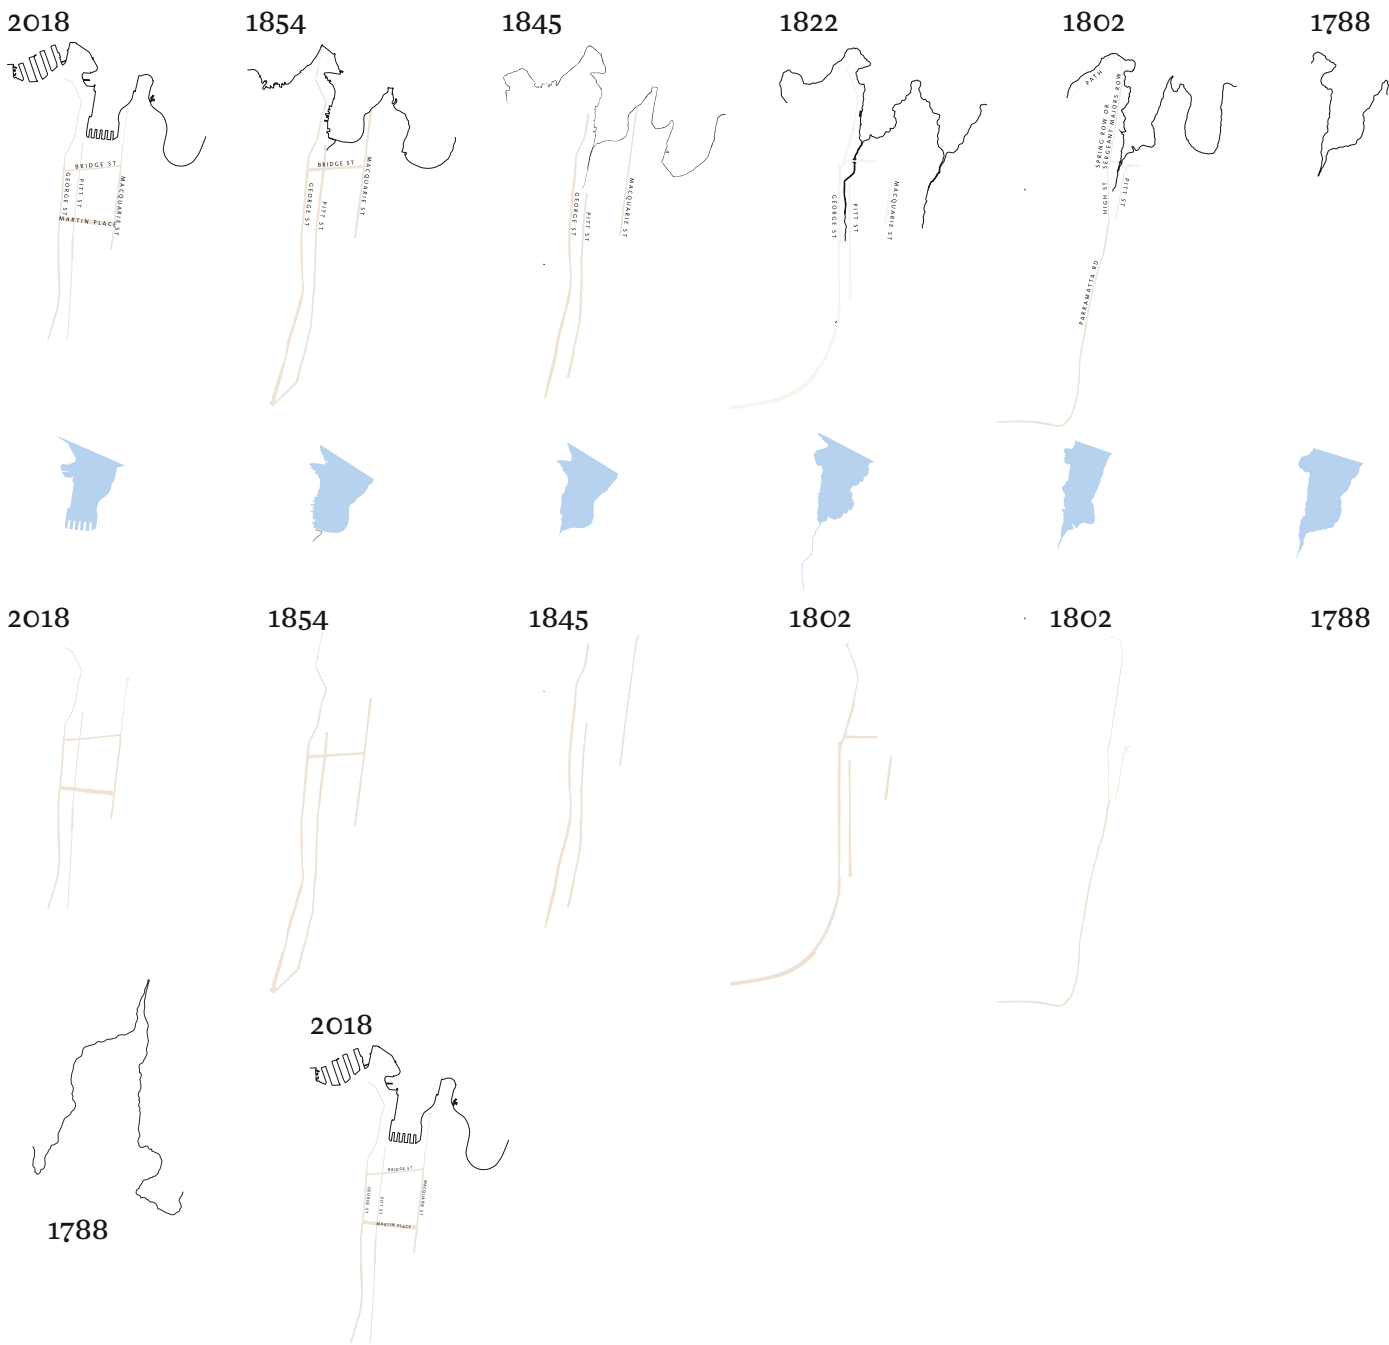 2018
1854
1845
1822
1802
1788
BRIDGE ST
GEORGE ST
PITT ST
MACQUARIE ST
MARTIN PLACE
BRIDGE ST
GEORGE ST
PITT ST
MACQUARIE ST
GEORGE ST
PITT ST
MACQUARIE ST
GEORGE ST
PITT ST
MACQUARIE ST
PATH
SPRING ROW OR
SERGEANT MAJORS ROW
HIGH ST
PITT ST
PARRAMATTA RD
2018
1854
1845
1802
1802
1788
1788
2018
BRIDGE ST
GEORGE ST
PITT ST
MACQUARIE ST
MARTIN PLACE